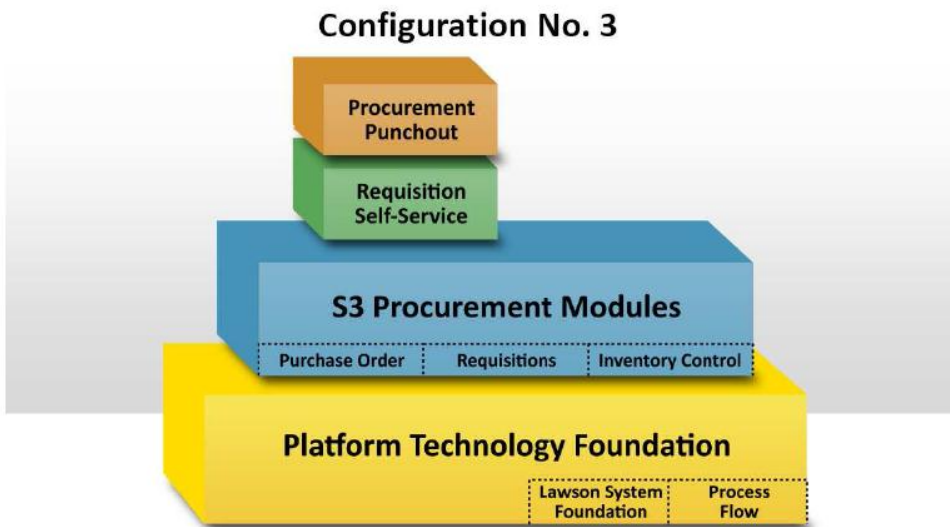 Configuration No. 3
Procurement
Punchout
Requisition
Self-Service
S3 Procurement Modules
Purchase Order
Requisitions
Inventory Control
Platform Technology Foundation
Lawson System
Foundation
Process
Flow